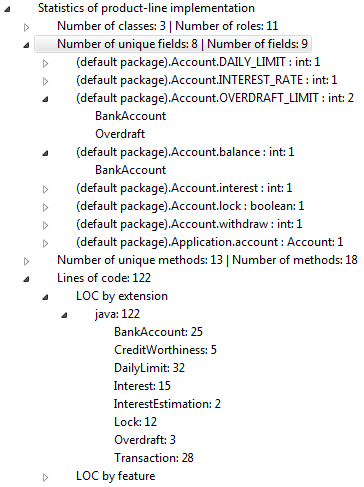 Statistics of product-line implementation
Number of classes: 3 | Number of roles: 11
Number of unique fields: 8 | Number of fields: 9
(default package).Account.DAILY_LIMIT : int: 1
(default package).Account.INTEREST_RATE : int: 1
(default package).Account.OVERDRAFT_LIMIT : int: 2
BankAccount
Overdraft
(default package).Account.balance : int: 1
BankAccount
(default package).Account.interest : int: 1
(default package).Account.lock : boolean: 1
(default package).Account.withdraw : int: 1
(default package).Application.account : Account: 1
Number of unique methods: 13 | Number of methods: 18
Lines of code: 122
LOC by extension
java: 122
BankAccount: 25
CreditWorthiness: 5
DailyLimit: 32
Interest: 15
InterestEstimation: 2
Lock: 12
Overdraft: 3
Transaction: 28
LOC by feature